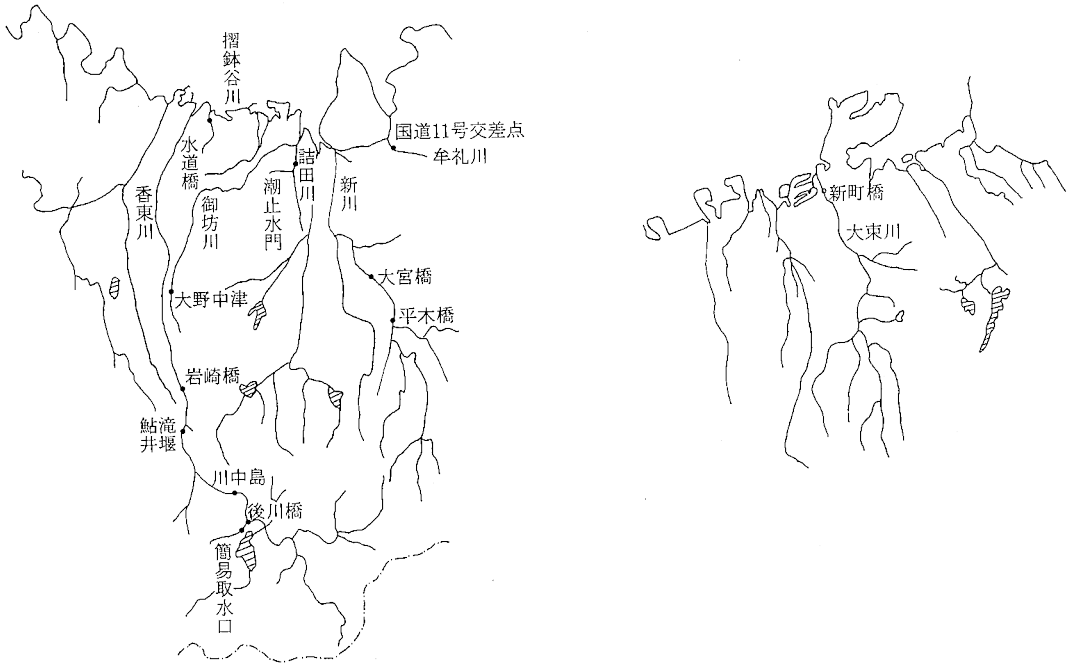 摺鉢谷川
国道11号交差点
牟礼川
水道橋
詰田川
香東川
御坊川
潮止水門
新川
大宮橋
大野中津
平木橋
岩崎橋
鮎滝
井堰
川中島
後川橋
簡易取水口
新町橋
大束川